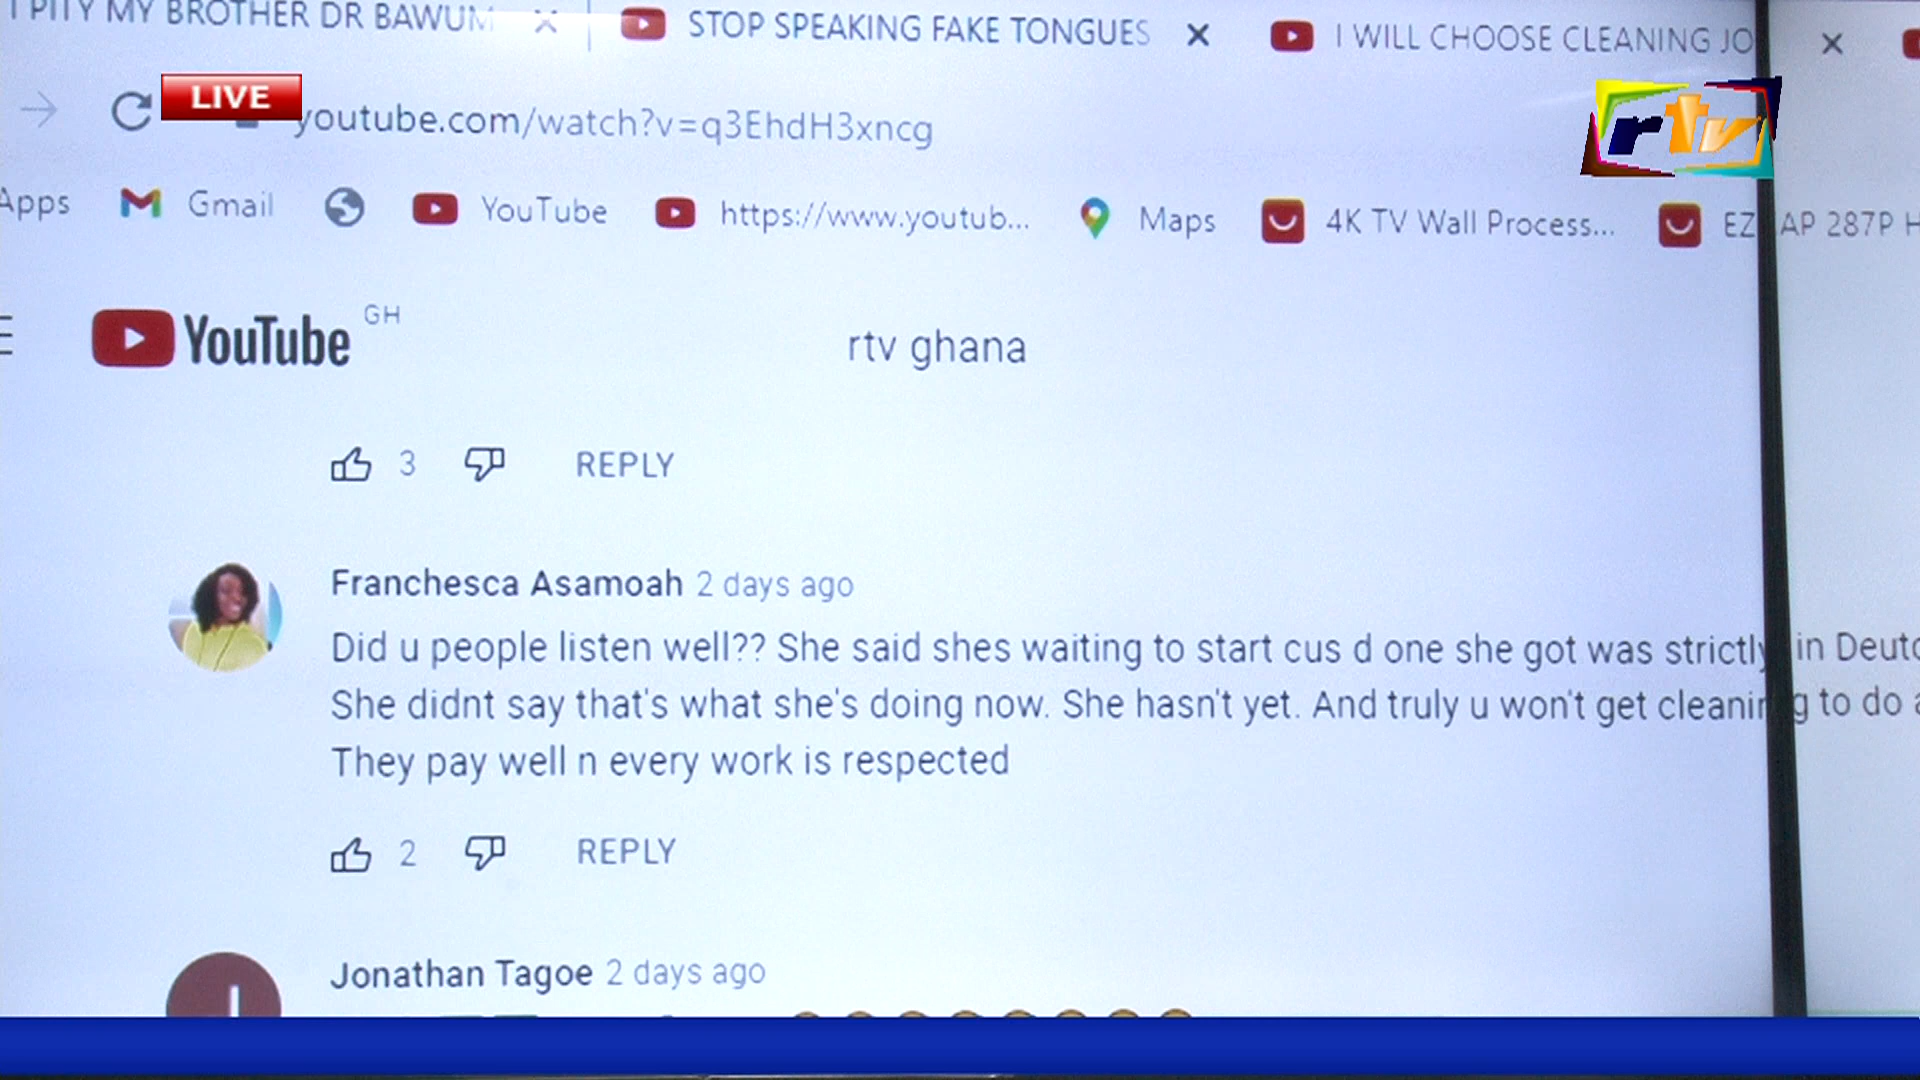 I PITY MY BROTHER DR BAWUM
STOP SPEAKING FAKE TONGUES
I WILL CHOOSE CLEANING JO
LIVE
youtube.com/watch?v=q3EhdH3xncg
rtv
Apps
Gmail
YouTube
https://www.youtub...
Maps
4K TV Wall Process...
EZ AP 287P H
YouTube GH
rtv ghana
3 REPLY
Franchesca Asamoah 2 days ago
Did u people listen well?? She said shes waiting to start cus d one she got was strictly in Deutc
She didnt say that's what she's doing now. She hasn't yet. And truly u won't get cleaning to do a
They pay well n every work is respected
2 REPLY
Jonathan Tagoe 2 days ago
J